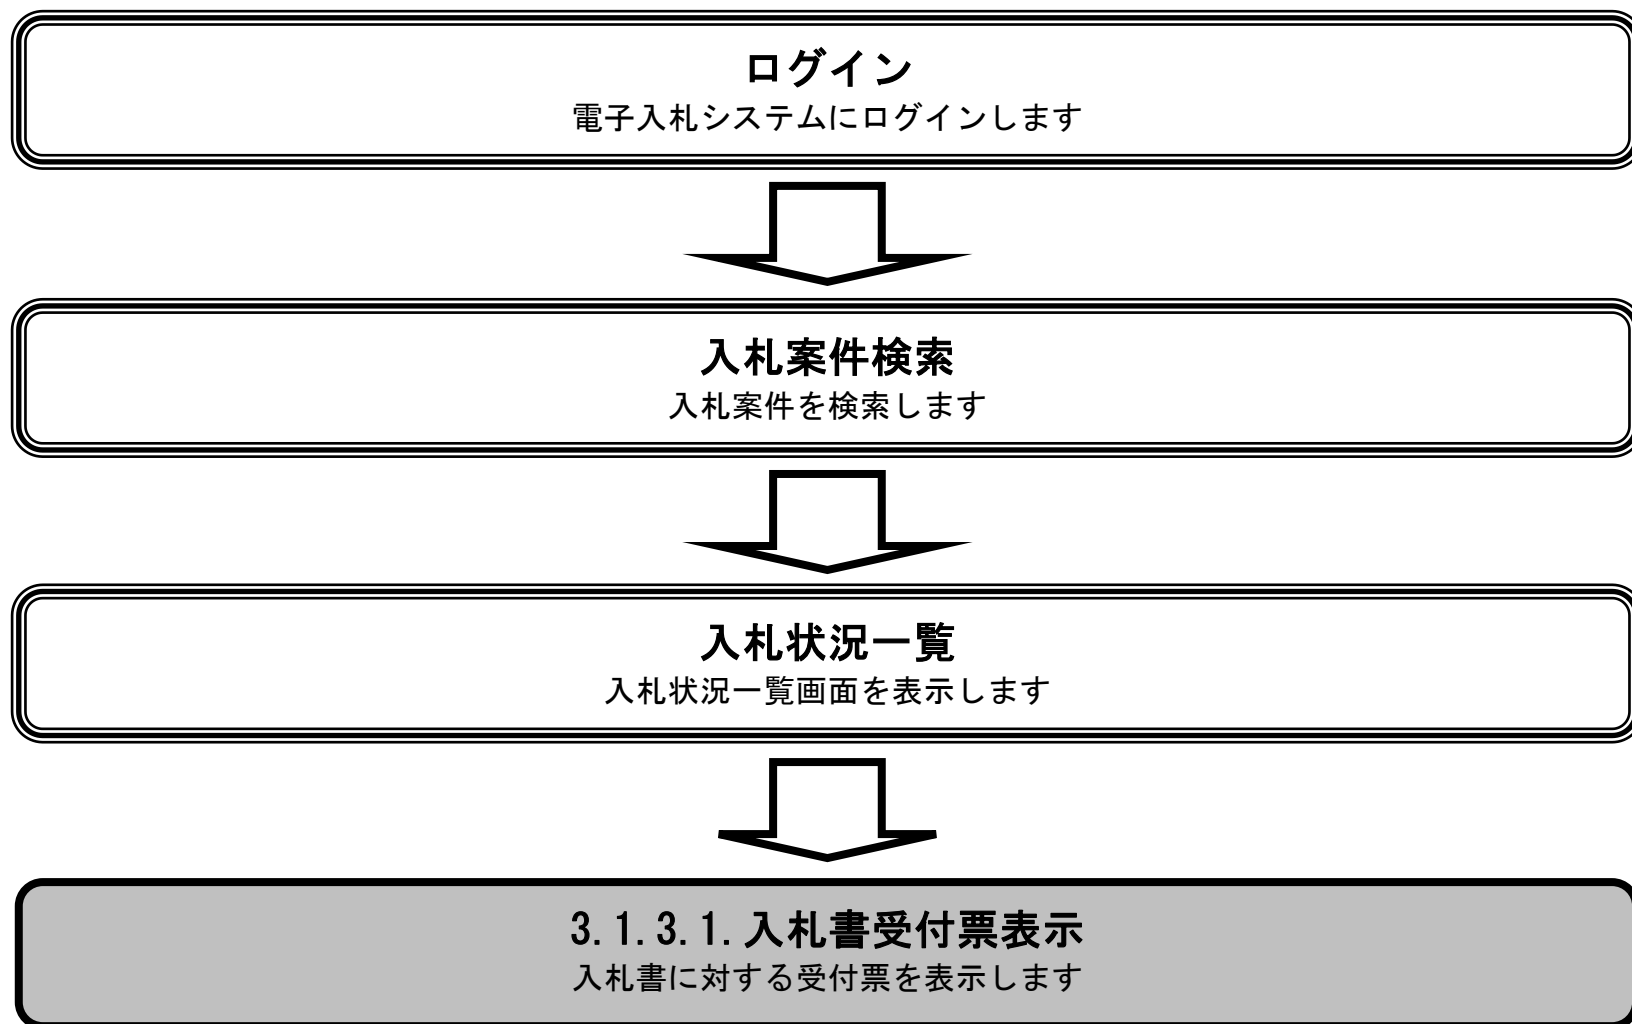 ログイン
電子入札システムにログインします
入札案件検索
入札案件を検索します
入札状況一覧
入札状況一覧画面を表示します
3.1.3.1.入札書受付票表示
入札書に対する受付票を表示します